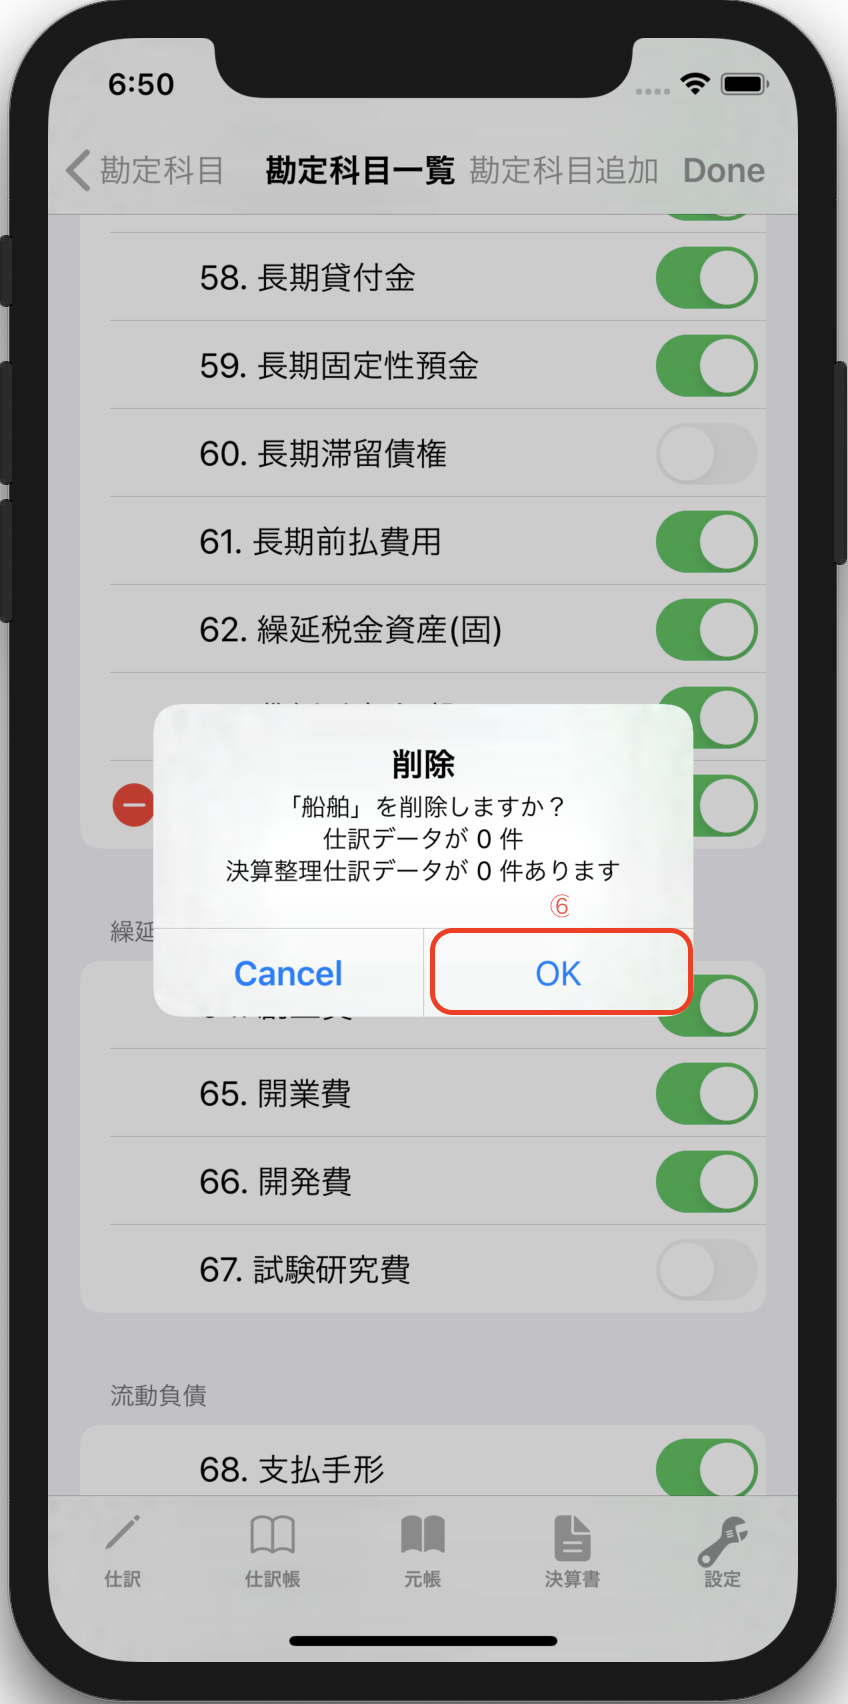 6:50
勘定科目 勘定科目一覧 勘定科目追加 Done
58. 長期貸付金
59. 長期固定性預金
60. 長期滞留債権
61. 長期前払費用
62. 繰延税金資産(固)
削除
「船舶」を削除しますか？
仕訳データが 0 件
決算整理仕訳データが 0 件あります
⑥
繰延
Cancel OK
65. 開業費
66. 開発費
67. 試験研究費
流動負債
68. 支払手形
仕訳 仕訳帳 元帳 決算書 設定